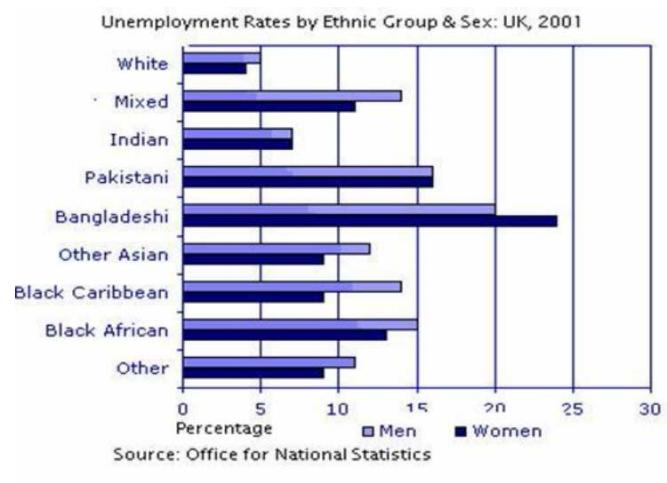 Unemployment Rates by Ethnic Group & Sex: UK, 2001
White
Mixed
Indian
Pakistani
Bangladeshi
Other Asian
Black Caribbean
Black African
Other
0 5 10 15 20 25 30
Percentage Men Women
Source: Office for National Statistics